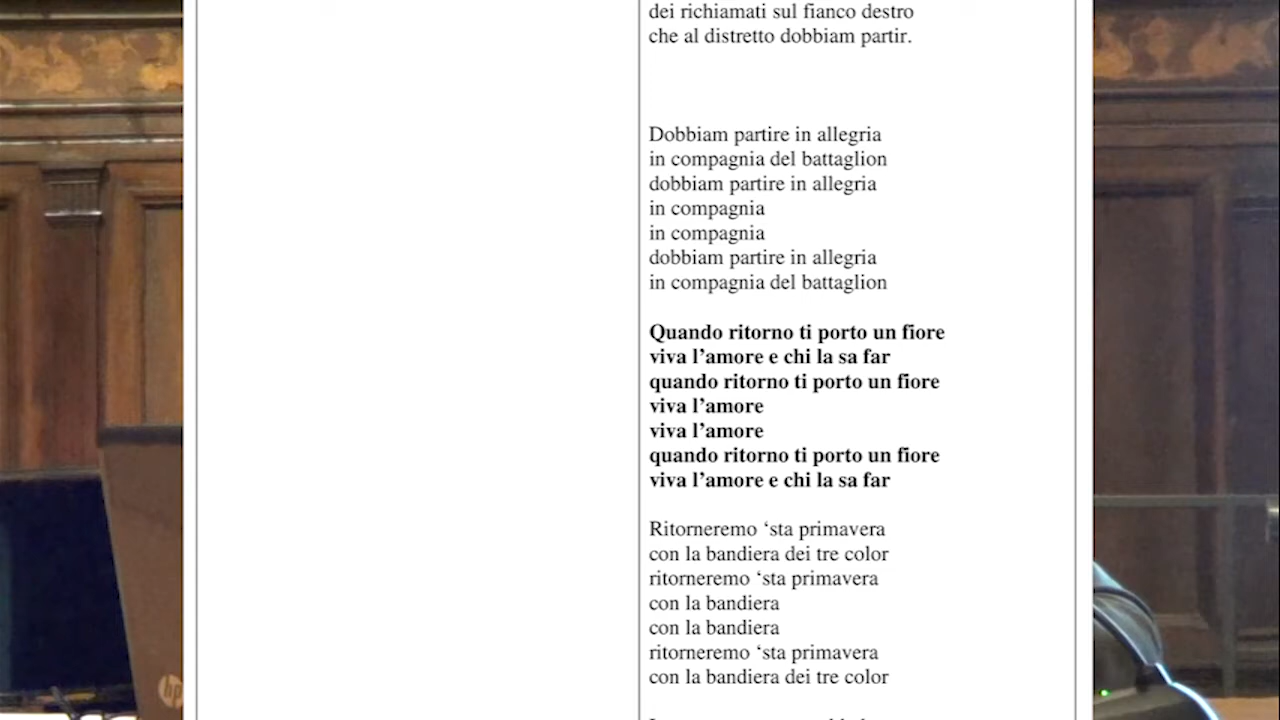 dei richiamati sul fianco destro
che al distretto dobbiam partir.
Dobbiam partire in allegria
in compagnia del battaglion
dobbiam partire in allegria
in compagnia
in compagnia
dobbiam partire in allegria
in compagnia del battaglion
Quando ritorno ti porto un fiore
viva l’amore e chi la sa far
quando ritorno ti porto un fiore
viva l’amore
viva l’amore
quando ritorno ti porto un fiore
viva l’amore e chi la sa far
Ritorneremo ‘sta primavera
con la bandiera dei tre color
ritorneremo ‘sta primavera
con la bandiera
con la bandiera
ritorneremo ‘sta primavera
con la bandiera dei tre color
hp